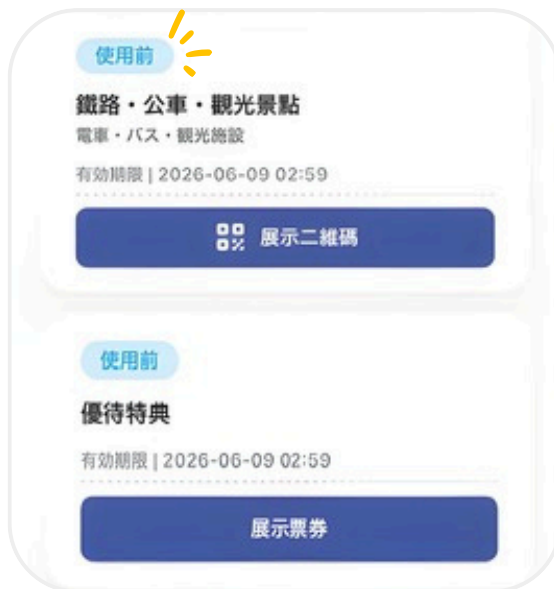 使用前
鐵路・公車・觀光景點
電車・バス・観光施設
有効期限 | 2026-06-09 02:59
展示二維碼
使用前
優待特典
有効期限 | 2026-06-09 02:59
展示票券